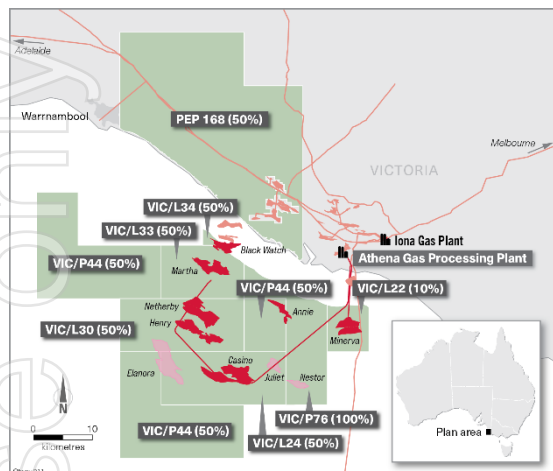 Adelaide
Warrnambool
PEP 168 (50%)
Melbourne
VICTORIA
VIC/L34 (50%)
VIC/L33 (50%)
Iona Gas Plant
Black Watch
Athena Gas Processing Plant
VIC/P44 (50%)
Martha
VIC/P44 (50%)
VIC/L22 (10%)
Netherby
Annie
VIC/L30 (50%)
Henry
Minerva
Elanora
Casino
Juliet
Nestor
N
VIC/P76 (100%)
0
10
kilometres
VIC/P44 (50%)
VIC/L24 (50%)
Plan area